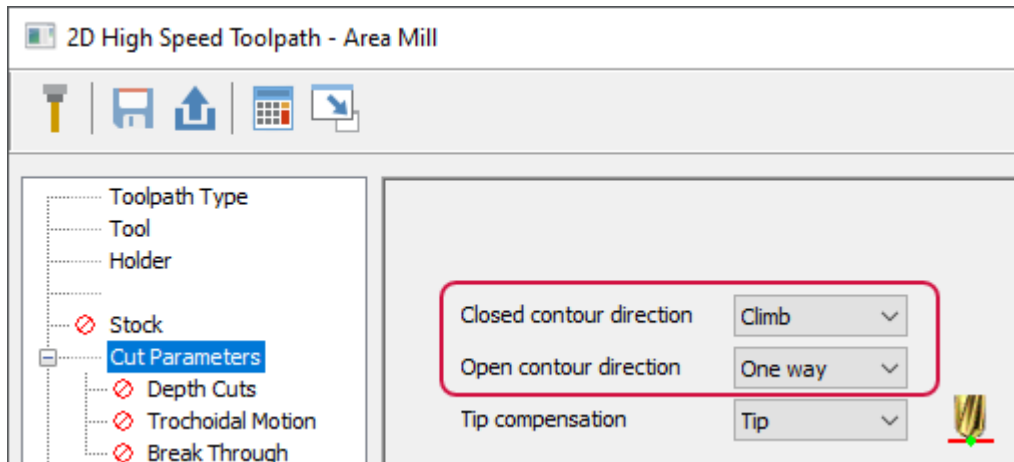 2D High Speed Toolpath - Area Mill
Toolpath Type
Tool
Holder
Stock
Cut Parameters
Depth Cuts
Trochoidal Motion
Break Through
Closed contour direction Climb
Open contour direction One way
Tip compensation Tip